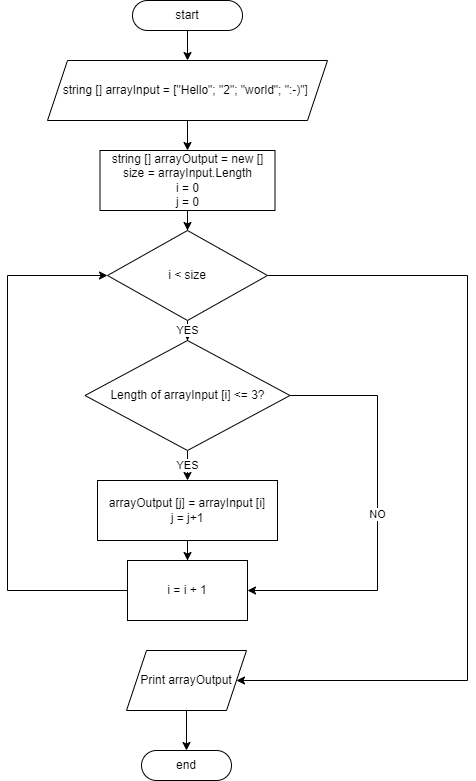 start
string [] arrayInput = ["Hello"; "2"; "world"; ":-)"]
string [] arrayOutput = new []
size = arrayInput.Length
i = 0
j = 0
i < size
YES
Length of arrayInput [i] <= 3?
YES
arrayOutput [j] = arrayInput [i]
j = j+1
NO
i = i + 1
Print arrayOutput
end